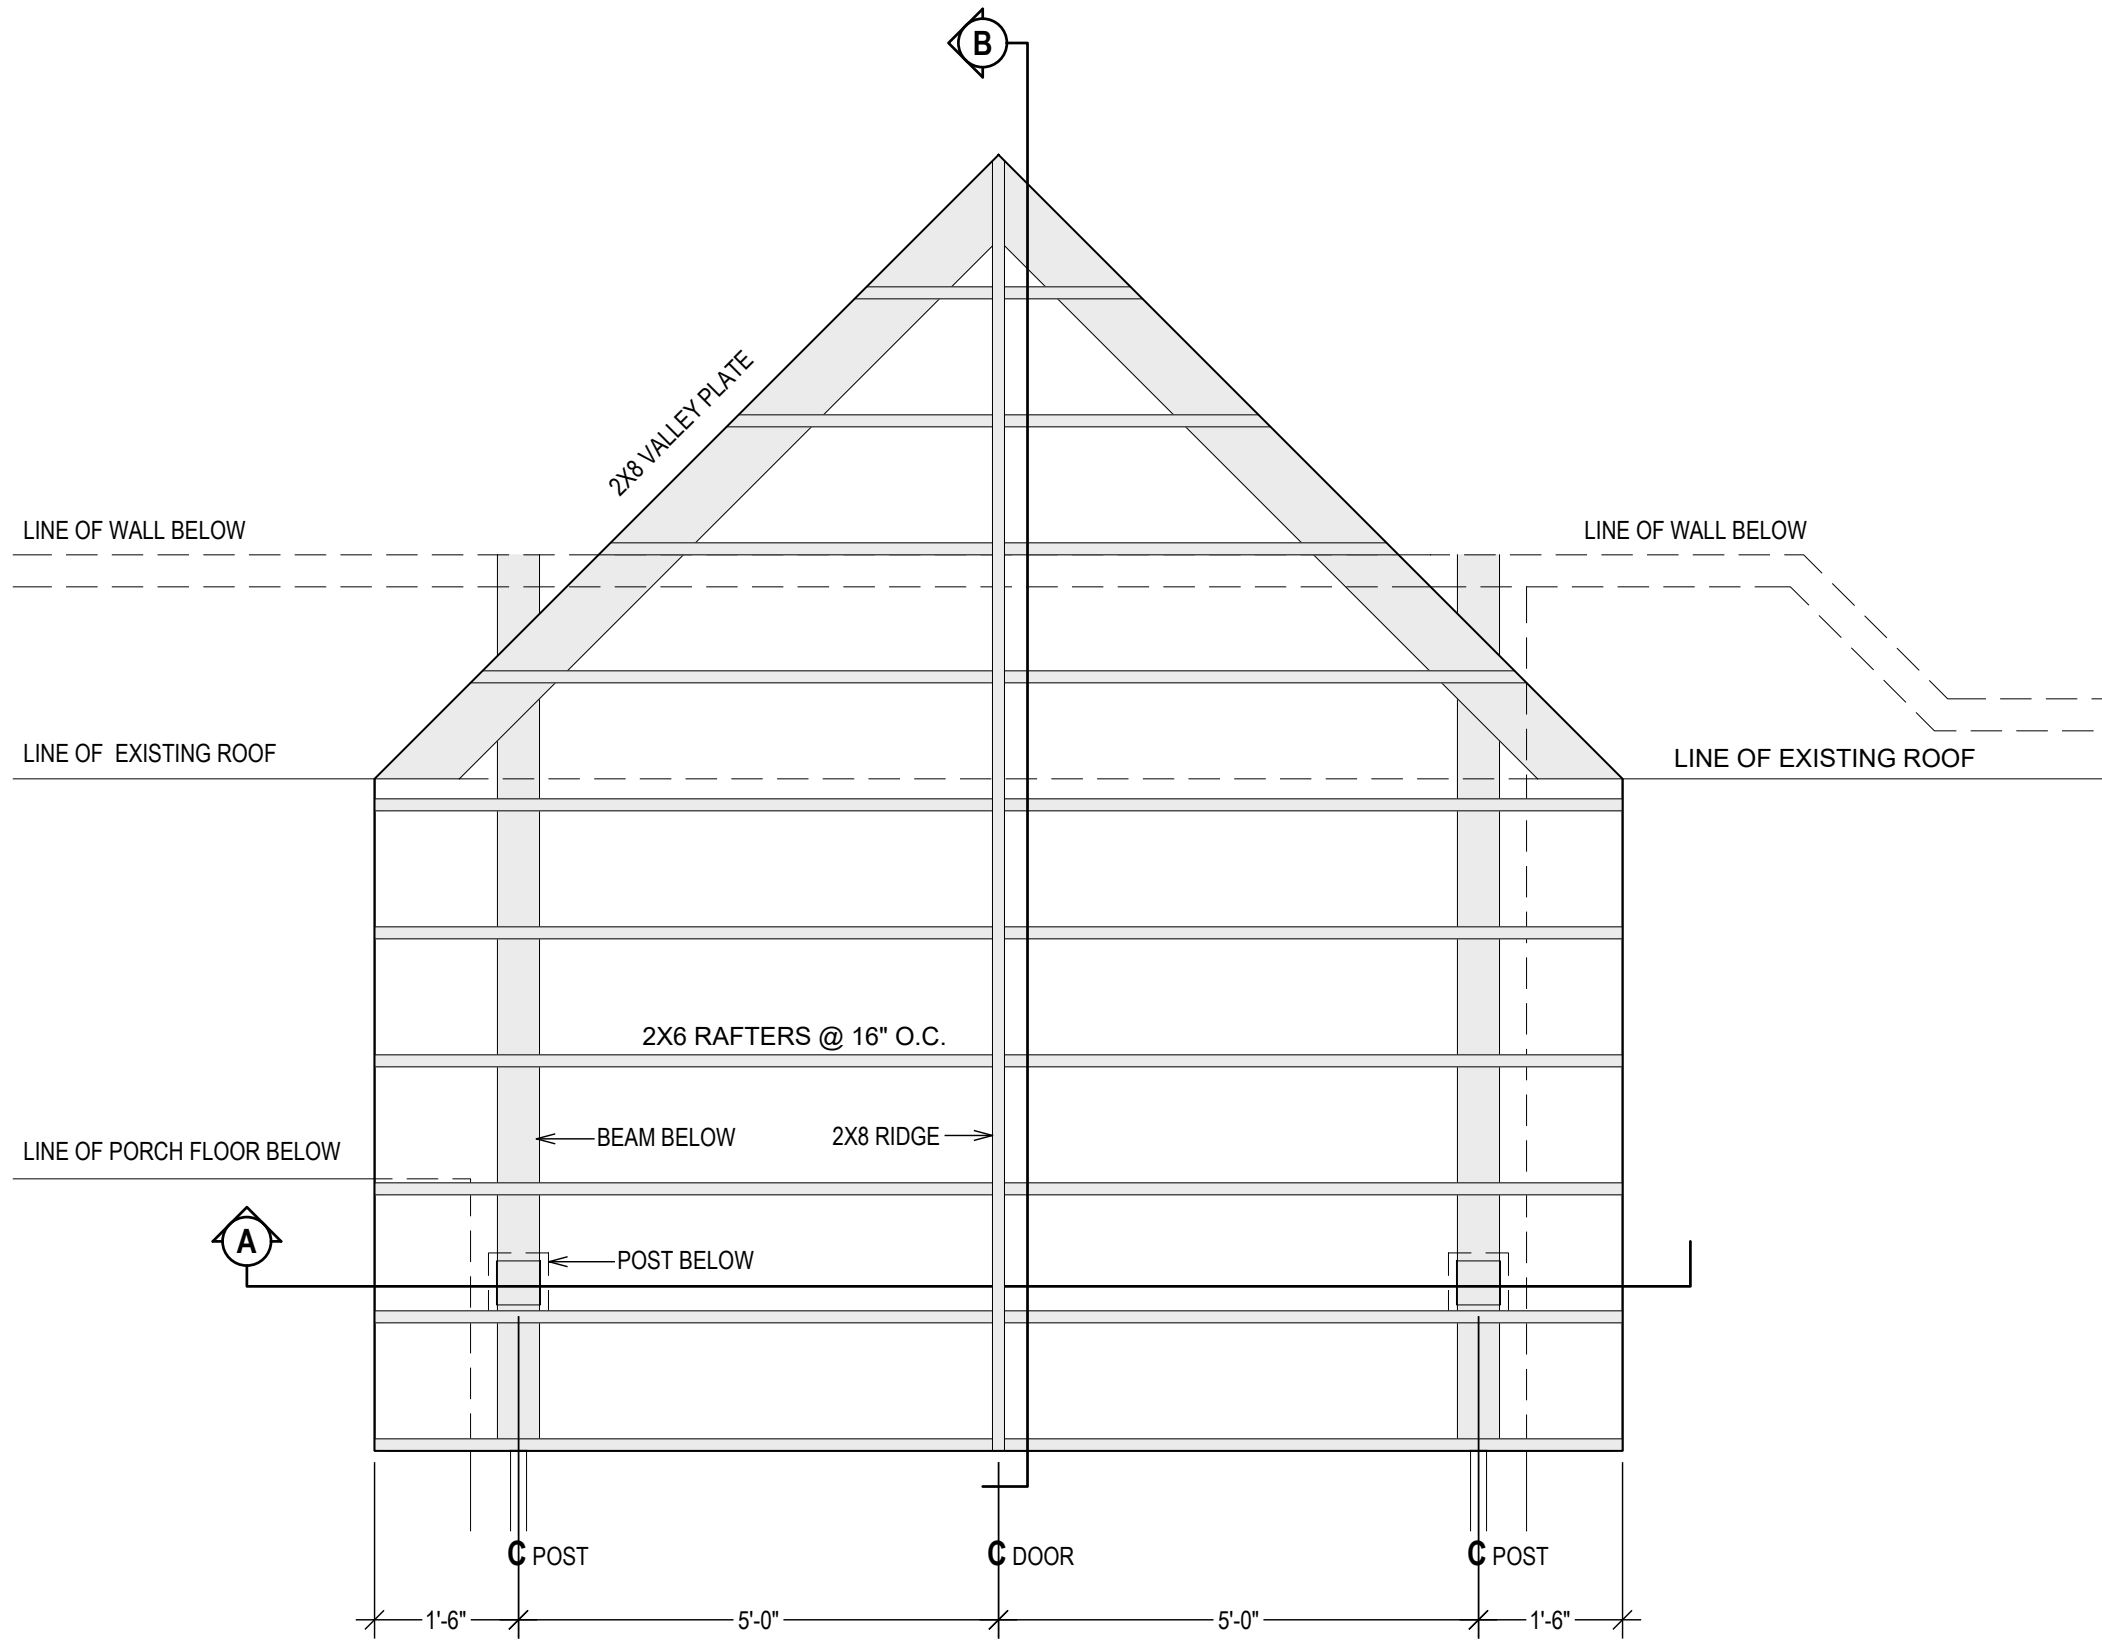 B
2X8 VALLEY PLATE
LINE OF WALL BELOW
LINE OF WALL BELOW
LINE OF  EXISTING ROOF
LINE OF EXISTING ROOF
2X6 RAFTERS @ 16" O.C.
BEAM BELOW
2X8 RIDGE
LINE OF PORCH FLOOR BELOW
A
POST BELOW
C POST
C DOOR
C POST
1'-6"
5'-0"
5'-0"
1'-6"